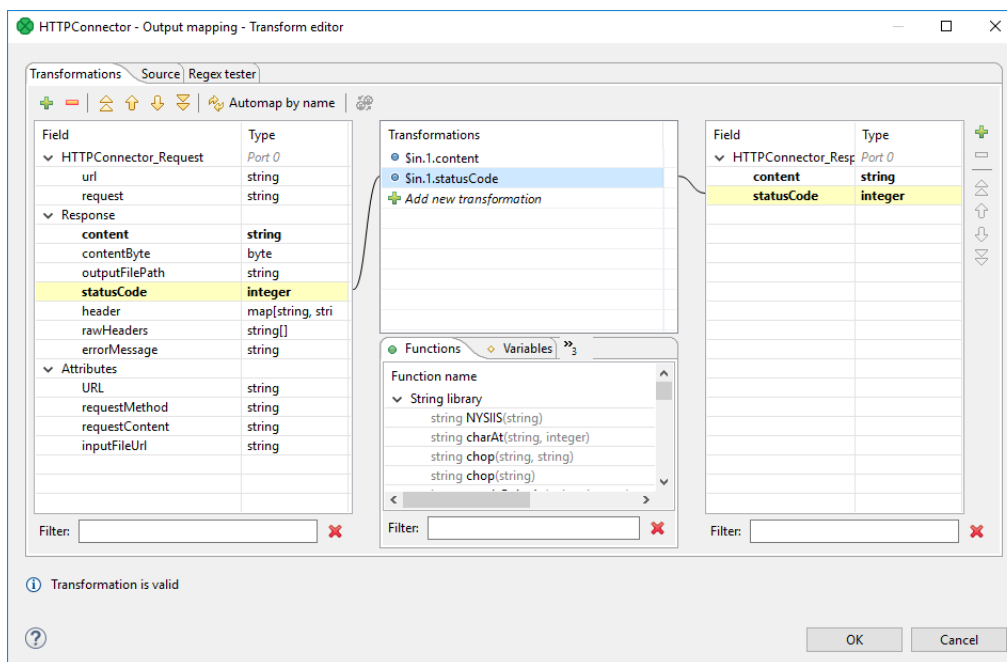 HTTPConnector - Output mapping - Transform editor
Transformations Source Regex tester
Automap by name
Field Type
HTTPConnector_Request Port 0
url string
request string
Response
content string
contentByte byte
outputFilePath string
statusCode integer
header map[string, stri
rawHeaders string[]
errorMessage string
Attributes
URL string
requestMethod string
requestContent string
inputFileUrl string
Filter:
Transformations
$in.1.content
$in.1.statusCode
Add new transformation
Functions Variables »3
Function name
String library
string NYSIIS(string)
string charAt(string, integer)
string chop(string, string)
string chop(string)
Filter:
Field Type
HTTPConnector_Resp Port 0
content string
statusCode integer
Filter:
Transformation is valid
OK Cancel